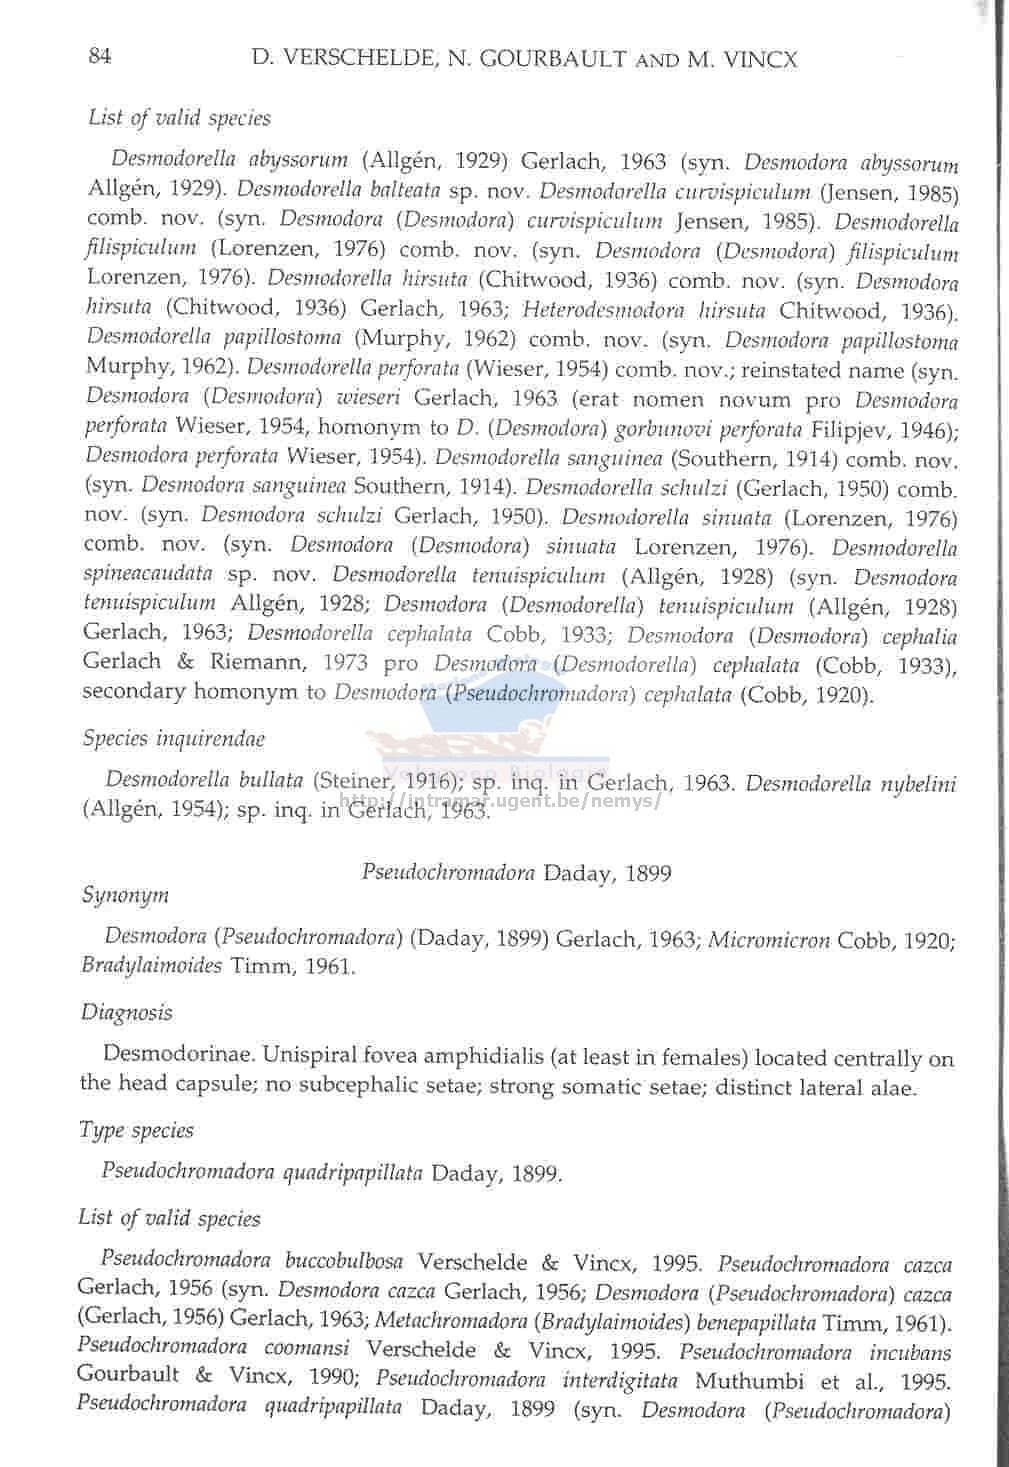 84
D. VERSCHELDE, N. GOURBAULT AND M. VINCX
List of valid species
Desmodorella abyssorum (Allgén, 1929) Gerlach, 1963 (syn. Desmodora abyssorum
Allgén, 1929). Desmodorella balteata sp. nov. Desmodorella curvispiculum (Jensen, 1985)
comb. nov. (syn. Desmodora (Desmodora) curvispiculum Jensen, 1985). Desmodorella
filispiculum (Lorenzen, 1976) comb. nov. (syn. Desmodora (Desmodora) filispiculum
Lorenzen, 1976). Desmodorella hirsuta (Chitwood, 1936) comb. nov. (syn. Desmodora
hirsuta (Chitwood, 1936) Gerlach, 1963; Heterodesmodora hirsuta Chitwood, 1936).
Desmodorella papillostoma (Murphy, 1962) comb. nov. (syn. Desmodora papillostoma
Murphy, 1962). Desmodorella perforata (Wieser, 1954) comb. nov.; reinstated name (syn.
Desmodora (Desmodora) wieseri Gerlach, 1963 (erat nomen novum pro Desmodora
perforata Wieser, 1954, homonym to D. (Desmodora) gorbunovi perforata Filipjev, 1946);
Desmodora perforata Wieser, 1954). Desmodorella sanguinea (Southern, 1914) comb. nov.
(syn. Desmodora sanguinea Southern, 1914). Desmodorella schulzi (Gerlach, 1950) comb.
nov. (syn. Desmodora schulzi Gerlach, 1950). Desmodorella sinuata (Lorenzen, 1976)
comb. nov. (syn. Desmodora (Desmodora) sinuata Lorenzen, 1976). Desmodorella
spineacaudata sp. nov. Desmodorella tenuispiculum (Allgén, 1928) (syn. Desmodora
tenuispiculum Allgén, 1928; Desmodora (Desmodorella) tenuispiculum (Allgén, 1928)
Gerlach, 1963; Desmodorella cephalata Cobb, 1933; Desmodora (Desmodora) cephalia
Gerlach & Riemann, 1973 pro Desmodora (Desmodorella) cephalata (Cobb, 1933),
secondary homonym to Desmodora (Pseudochromadora) cephalata (Cobb, 1920).
Species inquirendae
Vakgroep Biologie
Desmodorella bullata (Steiner, 1916); sp. inq. in Gerlach, 1963. Desmodorella nybelini
http://intramar.ugent.be/nemys/
(Allgén, 1954); sp. inq. in Gerlach, 1963.
Pseudochromadora Daday, 1899
Synonym
Desmodora (Pseudochromadora) (Daday, 1899) Gerlach, 1963; Micromicron Cobb, 1920;
Bradylaimoides Timm, 1961.
Diagnosis
Desmodorinae. Unispiral fovea amphidialis (at least in females) located centrally on
the head capsule; no subcephalic setae; strong somatic setae; distinct lateral alae.
Type species
Pseudochromadora quadripapillata Daday, 1899.
List of valid species
Pseudochromadora buccobulbosa Verschelde & Vincx, 1995. Pseudochromadora cazca
Gerlach, 1956 (syn. Desmodora cazca Gerlach, 1956; Desmodora (Pseudochromadora) cazca
(Gerlach, 1956) Gerlach, 1963; Metachromadora (Bradylaimoides) benepapillata Timm, 1961).
Pseudochromadora coomansi Verschelde & Vincx, 1995. Pseudochromadora incubans
Gourbault & Vincx, 1990; Pseudochromadora interdigitata Muthumbi et al., 1995.
Pseudochromadora quadripapillata Daday, 1899 (syn. Desmodora (Pseudochromadora)